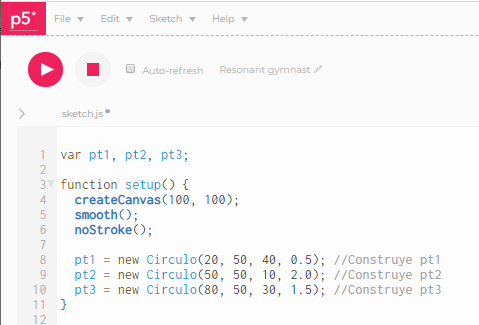 p5*
File Edit Sketch Help
Auto-refresh Resonant gymnast
sketch.js
1 var pt1, pt2, pt3;
2
3 function setup() {
4 createCanvas(100, 100);
5 smooth();
6 noStroke();
7
8 pt1 = new Circulo(20, 50, 40, 0.5); //Construye pt1
9 pt2 = new Circulo(50, 50, 10, 2.0); //Construye pt2
10 pt3 = new Circulo(80, 50, 30, 1.5); //Construye pt3
11 }
12